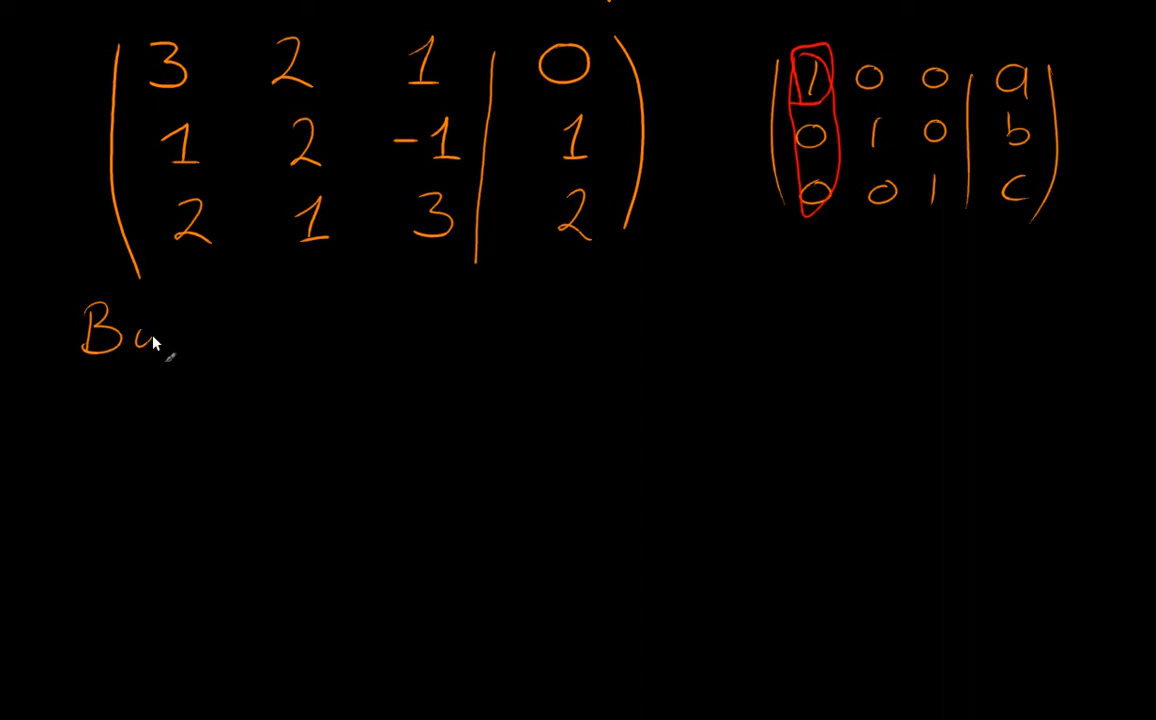 3 2 1 | 0
1 2 -1 | 1
2 1 3 | 2
1 0 0 | a
0 1 0 | b
0 0 1 | c